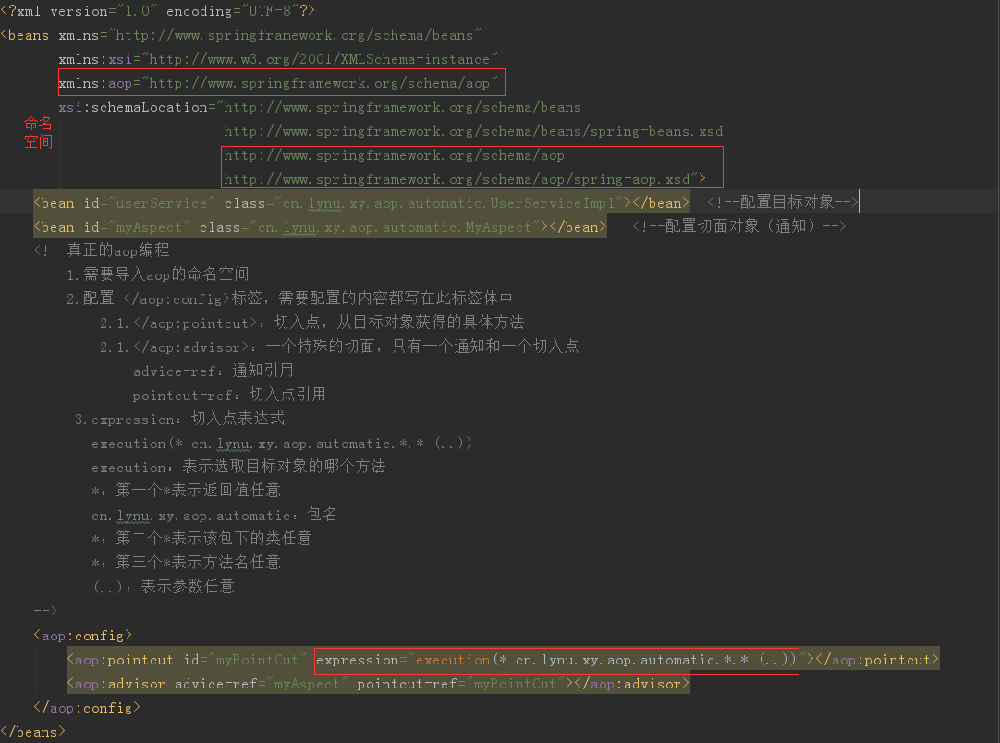 <?xml version="1.0" encoding="UTF-8"?>
<beans xmlns="http://www.springframework.org/schema/beans"
xmlns:xsi="http://www.w3.org/2001/XMLSchema-instance"
xmlns:aop="http://www.springframework.org/schema/aop"
xsi:schemaLocation="http://www.springframework.org/schema/beans
命名
空间
http://www.springframework.org/schema/beans/spring-beans.xsd
http://www.springframework.org/schema/aop
http://www.springframework.org/schema/aop/spring-aop.xsd">
<bean id="userService" class="cn.lynu.xy.aop.automatic.UserServiceImpl"></bean> <!--配置目标对象-->
<bean id="myAspect" class="cn.lynu.xy.aop.automatic.MyAspect"></bean> <!--配置切面对象（通知）-->
<!--真正的aop编程
1.需要导入aop的命名空间
2.配置 </aop:config>标签，需要配置的内容都写在此标签体中
2.1.</aop:pointcut>：切入点，从目标对象获得的具体方法
2.1.</aop:advisor>：一个特殊的切面，只有一个通知和一个切入点
advice-ref：通知引用
pointcut-ref：切入点引用
3.expression：切入点表达式
execution(* cn.lynu.xy.aop.automatic.*.* (..))
execution：表示选取目标对象的哪个方法
*：第一个*表示返回值任意
cn.lynu.xy.aop.automatic：包名
*：第二个*表示该包下的类任意
*：第三个*表示方法名任意
(..)：表示参数任意
-->
<aop:config>
<aop:pointcut id="myPointCut" expression="execution(* cn.lynu.xy.aop.automatic.*.* (..))"></aop:pointcut>
<aop:advisor advice-ref="myAspect" pointcut-ref="myPointCut"></aop:advisor>
</aop:config>
</beans>